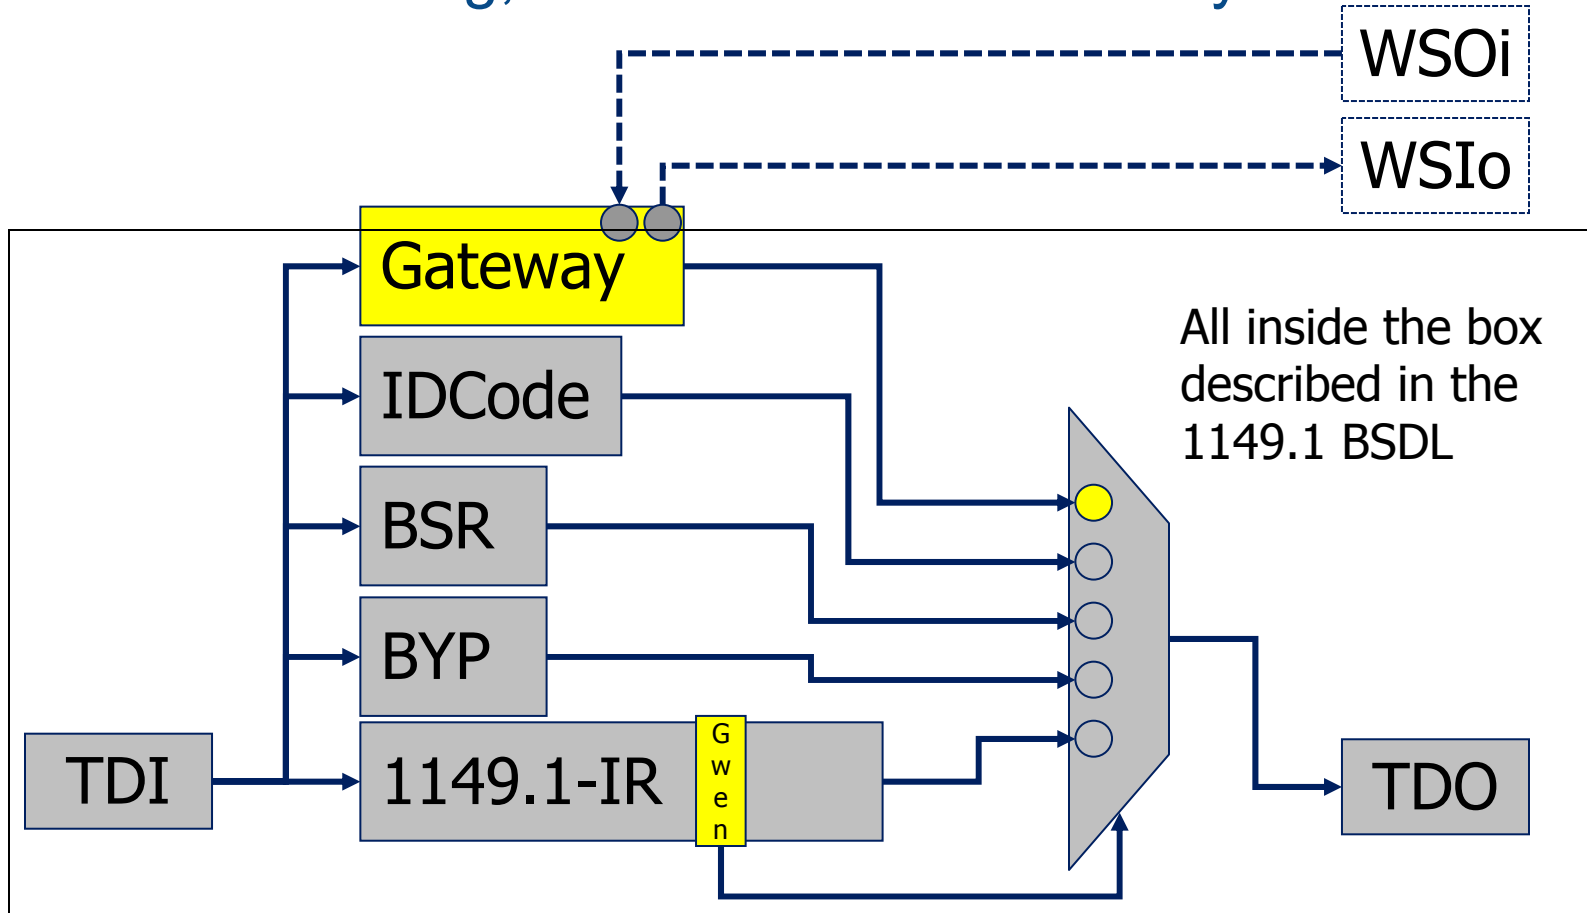 WSOi
WSIo
Gateway
IDCode
All inside the box
described in the
1149.1 BSDL
BSR
BYP
TDI
1149.1-IR
G
w
e
n
TDO